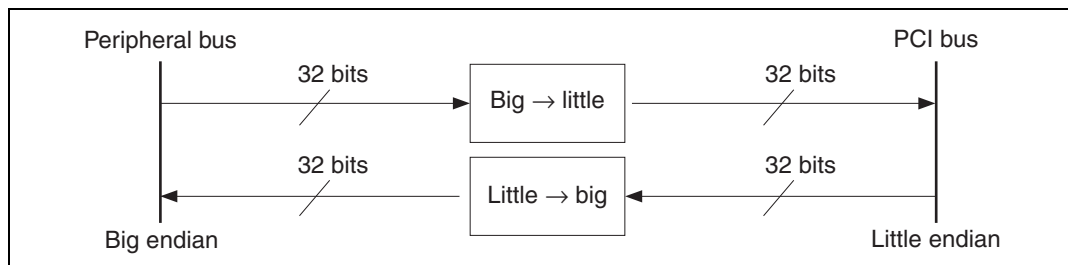 Peripheral bus
PCI bus
32 bits
Big → little
32 bits
32 bits
Little → big
32 bits
Big endian
Little endian